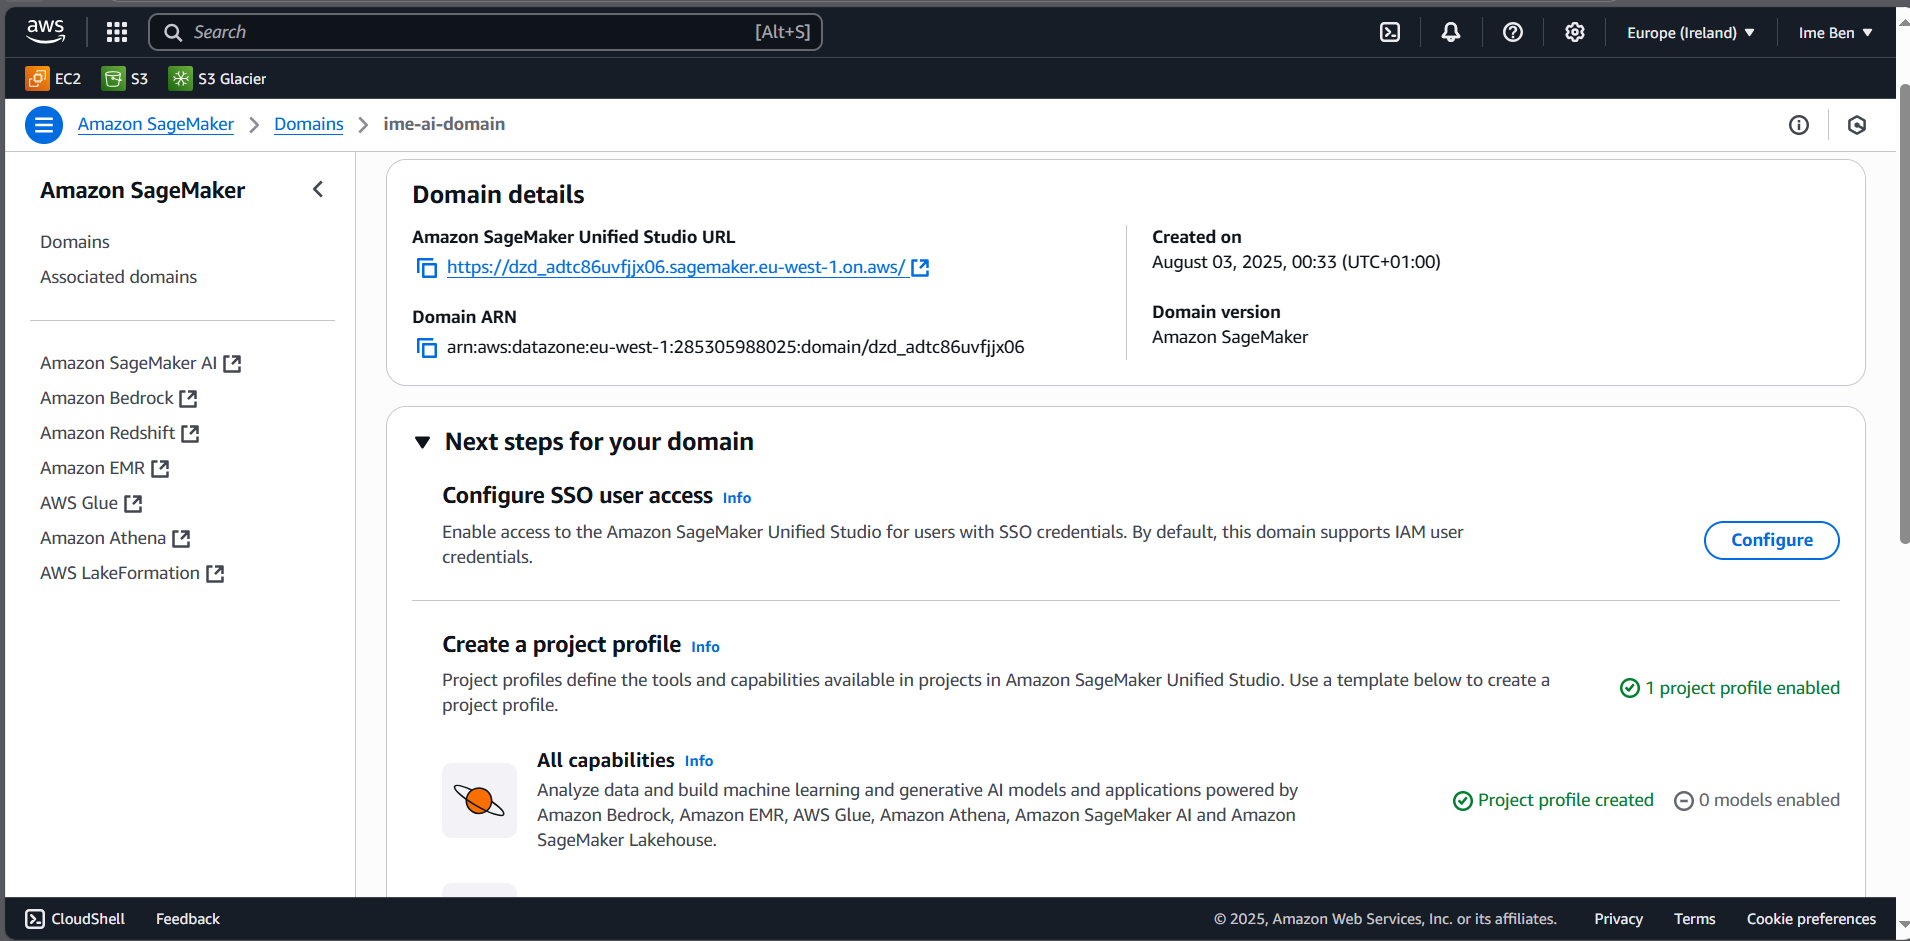 aws
Search
[Alt+S]
Europe (Ireland)
Ime Ben
EC2
S3
S3 Glacier
Amazon SageMaker
Domains
ime-ai-domain
Amazon SageMaker
Domains
Associated domains
Amazon SageMaker AI
Amazon Bedrock
Amazon Redshift
Amazon EMR
AWS Glue
Amazon Athena
AWS LakeFormation
Domain details
Amazon SageMaker Unified Studio URL
https://dzd_adtc86uvfjjx06.sagemaker.eu-west-1.on.aws/
Domain ARN
arn:aws:datazone:eu-west-1:285305988025:domain/dzd_adtc86uvfjjx06
Created on
August 03, 2025, 00:33 (UTC+01:00)
Domain version
Amazon SageMaker
Next steps for your domain
Configure SSO user access Info
Enable access to the Amazon SageMaker Unified Studio for users with SSO credentials. By default, this domain supports IAM user
credentials.
Configure
Create a project profile Info
Project profiles define the tools and capabilities available in projects in Amazon SageMaker Unified Studio. Use a template below to create a
project profile.
1 project profile enabled
All capabilities Info
Analyze data and build machine learning and generative AI models and applications powered by
Amazon Bedrock, Amazon EMR, AWS Glue, Amazon Athena, Amazon SageMaker AI and Amazon
SageMaker Lakehouse.
Project profile created
0 models enabled
CloudShell
Feedback
© 2025, Amazon Web Services, Inc. or its affiliates.
Privacy
Terms
Cookie preferences